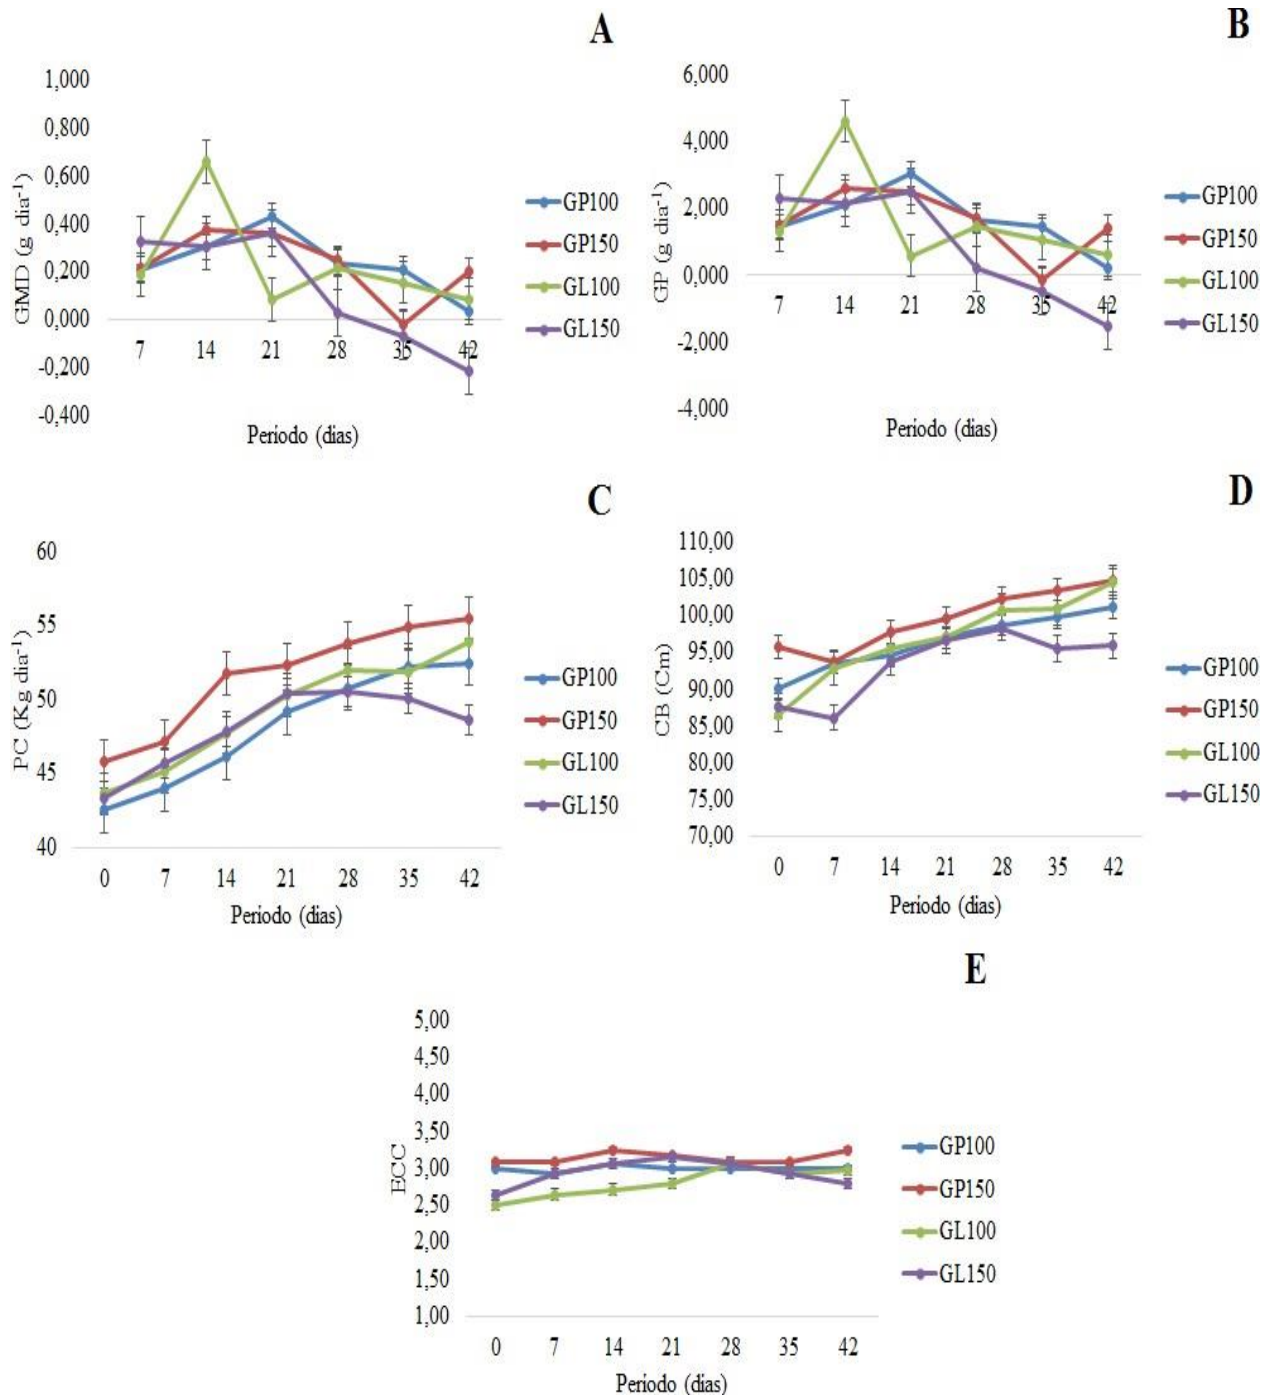 A
1,000
0,800
0,600
0,400
0,200
0,000
-0,200
-0,400
GMD (g dia-1)
7 14 21 28 35 42
Período (dias)
GP100
GP150
GL100
GL150
B
6,000
4,000
2,000
0,000
-2,000
-4,000
GP (g dia-1)
7 14 21 28 35 42
Período (dias)
GP100
GP150
GL100
GL150
C
60
55
50
45
40
PC (Kg dia-1)
0 7 14 21 28 35 42
Período (dias)
GP100
GP150
GL100
GL150
D
110,00
105,00
100,00
95,00
90,00
85,00
80,00
75,00
70,00
CB (Cm)
0 7 14 21 28 35 42
Período (dias)
GP100
GP150
GL100
GL150
E
5,00
4,50
4,00
3,50
3,00
2,50
2,00
1,50
1,00
ECC
0 7 14 21 28 35 42
Período (dias)
GP100
GP150
GL100
GL150